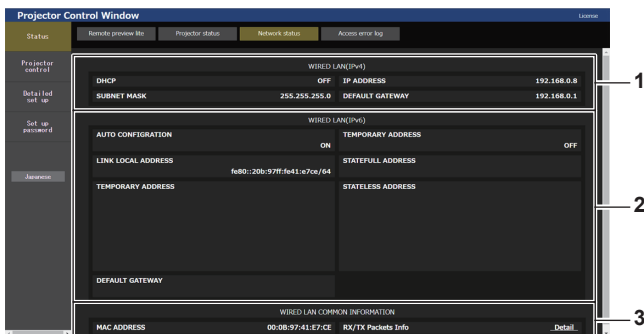 Projector Control Window
License
Status
Remote preview lite
Projector status
Network status
Access error log
Projector
control
Detailed
set up
Set up
password
Japanese
WIRED LAN(IPv4)
DHCP OFF IP ADDRESS 192.168.0.8
SUBNET MASK 255.255.255.0 DEFAULT GATEWAY 192.168.0.1
1
WIRED LAN(IPv6)
AUTO CONFIGRATION TEMPORARY ADDRESS
ON OFF
LINK LOCAL ADDRESS STATEFULL ADDRESS
fe80::20b:97ff:fe41:e7ce/64
TEMPORARY ADDRESS STATELESS ADDRESS
2
DEFAULT GATEWAY
WIRED LAN COMMON INFORMATION
3
MAC ADDRESS 00:0B:97:41:E7:CE RX/TX Packets Info Detail